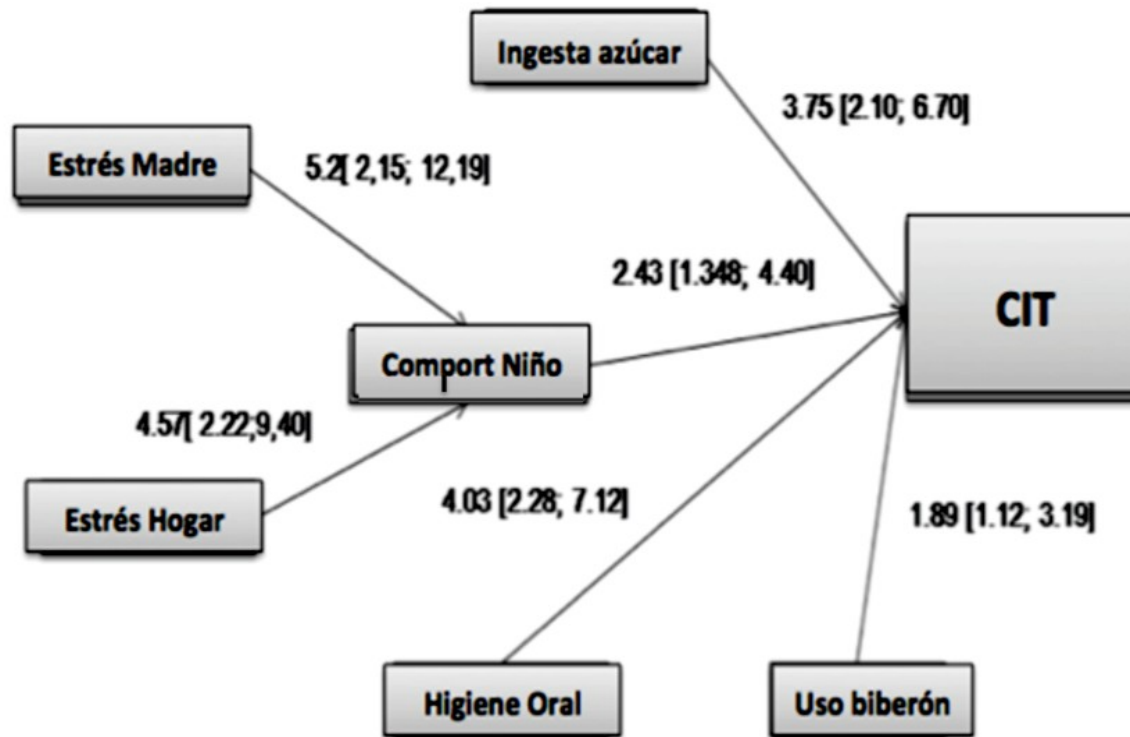 Ingesta azúcar
3.75 [2.10; 6.70]
Estrés Madre
5.2[ 2,15; 12,19]
2.43 [1.348; 4.40]
CIT
Comport Niño
4.57[ 2.22;9,40]
Estrés Hogar
4.03 [2.28; 7.12]
1.89 [1.12; 3.19]
Higiene Oral
Uso biberón